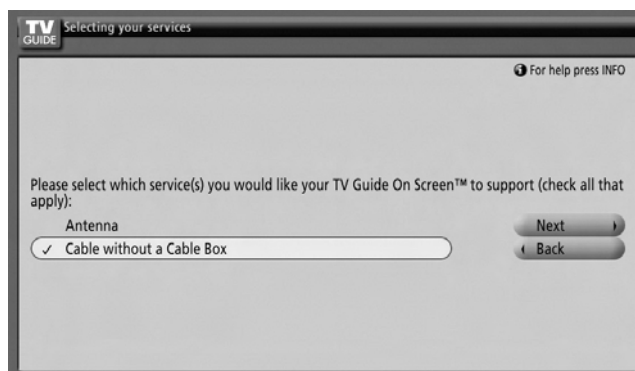 TV
GUIDE
Selecting your services
For help press INFO
Please select which service(s) you would like your TV Guide On Screen™ to support (check all that
apply):
Antenna
Next
✓ Cable without a Cable Box
Back